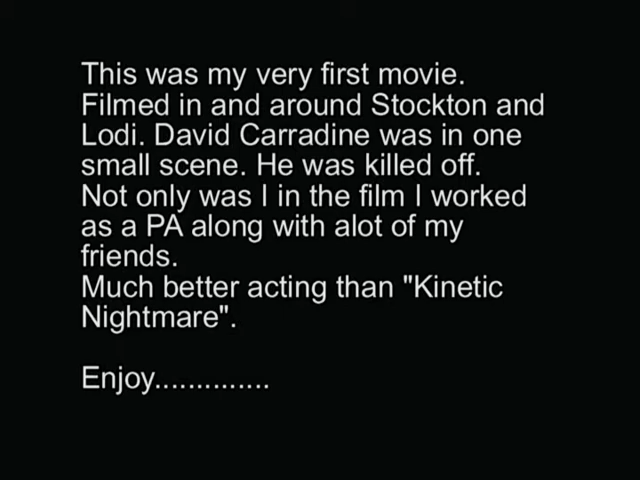 This was my very first movie.
Filmed in and around Stockton and
Lodi. David Carradine was in one
small scene. He was killed off.
Not only was I in the film I worked
as a PA along with alot of my
friends.
Much better acting than "Kinetic
Nightmare".
Enjoy..............